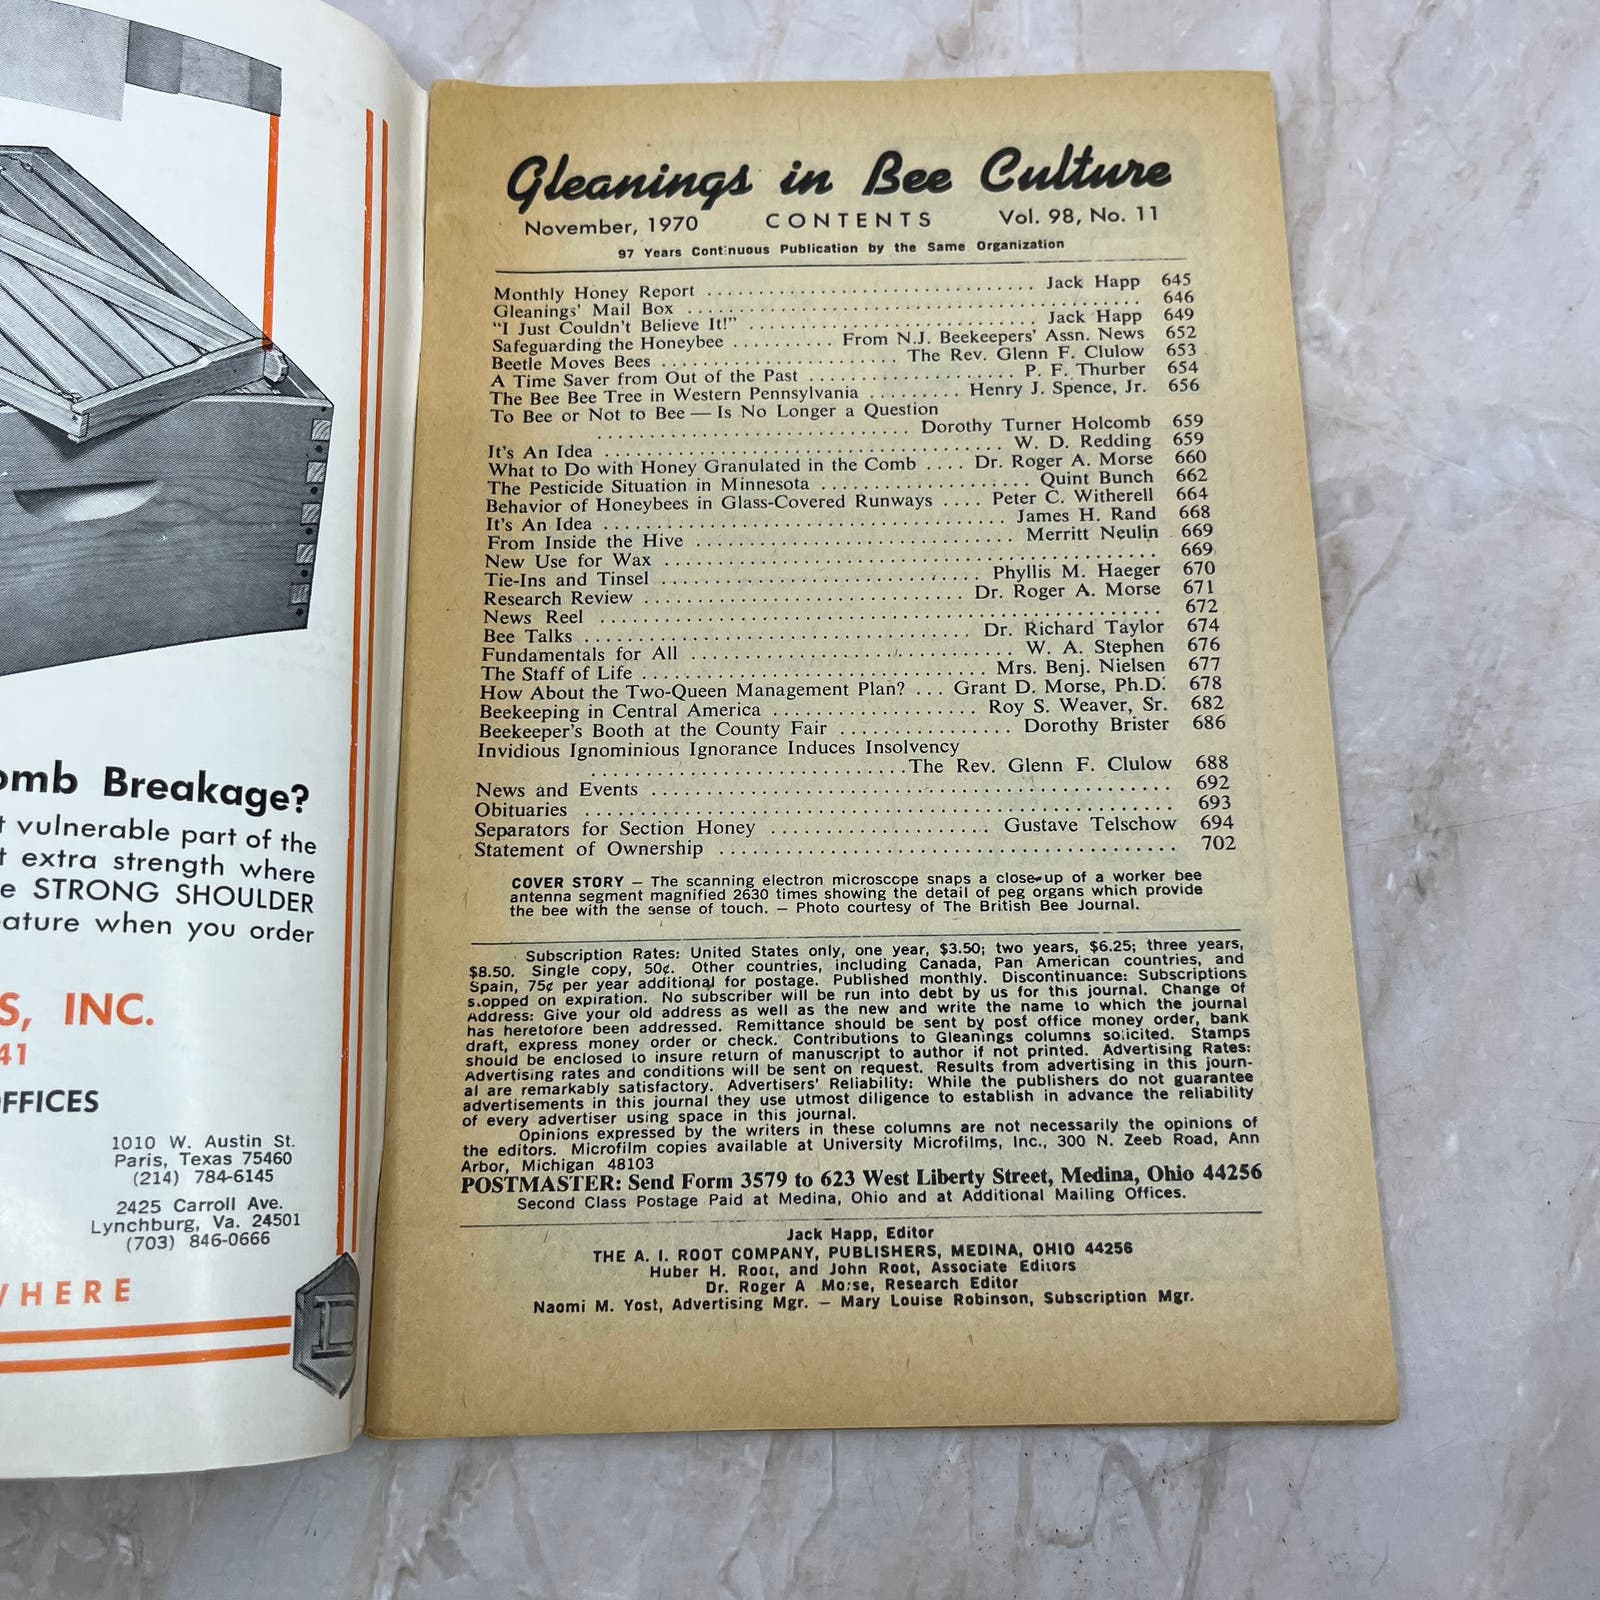 omb Breakage?
t vulnerable part of the
t extra strength where
e STRONG SHOULDER
eature when you order
S, INC.
41
OFFICES
1010 W. Austin St.
Paris, Texas 75460
(214) 784-6145
2425 Carroll Ave.
Lynchburg, Va. 24501
(703) 846-0666
WHERE
Gleanings in Bee Culture
November, 1970 CONTENTS Vol. 98, No. 11
97 Years Continuous Publication by the Same Organization
Monthly Honey Report .......... Jack Happ 645
Gleanings' Mail Box .......... 646
"I Just Couldn't Believe It!" .......... Jack Happ 649
Safeguarding the Honeybee .......... From N.J. Beekeepers' Assn. News 652
Beetle Moves Bees .......... The Rev. Glenn F. Clulow 653
A Time Saver from Out of the Past .......... P. F. Thurber 654
The Bee Bee Tree in Western Pennsylvania ......... Henry J. Spence, Jr. 656
To Bee or Not to Bee — Is No Longer a Question
.......... Dorothy Turner Holcomb 659
It's An Idea .......... W. D. Redding 659
What to Do with Honey Granulated in the Comb .... Dr. Roger A. Morse 660
The Pesticide Situation in Minnesota .......... Quint Bunch 662
Behavior of Honeybees in Glass-Covered Runways .... Peter C. Witherell 664
It's An Idea .......... James H. Rand 668
From Inside the Hive .......... Merritt Neulin 669
New Use for Wax .......... 669
Tie-Ins and Tinsel .......... Phyllis M. Haeger 670
Research Review .......... Dr. Roger A. Morse 671
News Reel .......... 672
Bee Talks .......... Dr. Richard Taylor 674
Fundamentals for All .......... W. A. Stephen 676
The Staff of Life .......... Mrs. Benj. Nielsen 677
How About the Two-Queen Management Plan? ... Grant D. Morse, Ph.D. 678
Beekeeping in Central America .......... Roy S. Weaver, Sr. 682
Beekeeper's Booth at the County Fair .......... Dorothy Brister 686
Invidious Ignominious Ignorance Induces Insolvency
..........The Rev. Glenn F. Clulow 688
News and Events .......... 692
Obituaries .......... 693
Separators for Section Honey .......... Gustave Telschow 694
Statement of Ownership .......... 702
COVER STORY — The scanning electron microscope snaps a close-up of a worker bee
antenna segment magnified 2630 times showing the detail of peg organs which provide
the bee with the sense of touch. — Photo courtesy of The British Bee Journal.
Subscription Rates: United States only, one year, $3.50; two years, $6.25; three years,
$8.50. Single copy, 50¢. Other countries, including Canada, Pan American countries, and
Spain, 75¢ per year additional for postage. Published monthly. Discontinuance: Subscriptions
stopped on expiration. No subscriber will be run into debt by us for this journal. Change of
Address: Give your old address as well as the new and write the name to which the journal
has heretofore been addressed. Remittance should be sent by post office money order, bank
draft, express money order or check. Contributions to Gleanings columns solicited. Stamps
should be enclosed to insure return of manuscript to author if not printed. Advertising Rates:
Advertising rates and conditions will be sent on request. Results from advertising in this journ-
al are remarkably satisfactory. Advertisers' Reliability: While the publishers do not guarantee
advertisements in this journal they use utmost diligence to establish in advance the reliability
of every advertiser using space in this journal.
Opinions expressed by the writers in these columns are not necessarily the opinions of
the editors. Microfilm copies available at University Microfilms, Inc., 300 N. Zeeb Road, Ann
Arbor, Michigan 48103
POSTMASTER: Send Form 3579 to 623 West Liberty Street, Medina, Ohio 44256
Second Class Postage Paid at Medina, Ohio and at Additional Mailing Offices.
Jack Happ, Editor
THE A. I. ROOT COMPANY, PUBLISHERS, MEDINA, OHIO 44256
Huber H. Root, and John Root, Associate Editors
Dr. Roger A Morse, Research Editor
Naomi M. Yost, Advertising Mgr. — Mary Louise Robinson, Subscription Mgr.